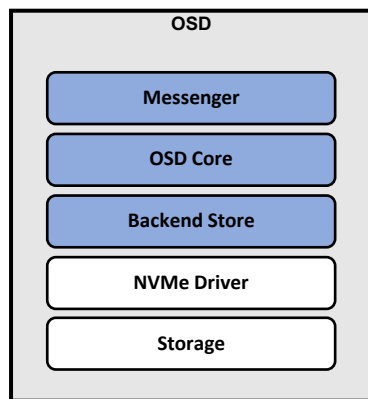 OSD
Messenger
OSD Core
Backend Store
NVMe Driver
Storage